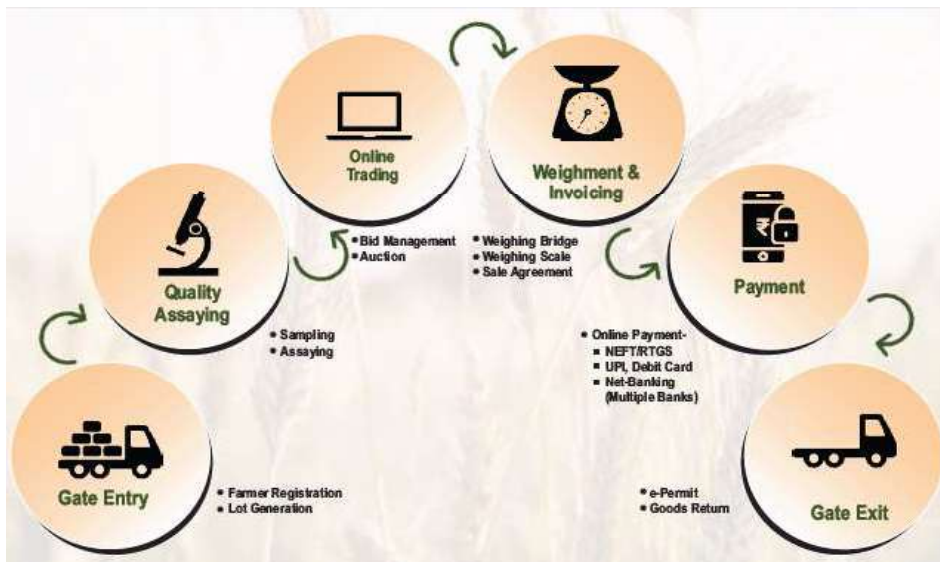 Gate Entry
• Farmer Registration
• Lot Generation
Quality
Assaying
• Sampling
• Assaying
Online
Trading
• Bid Management
• Auction
Weighment &
Invoicing
• Weighing Bridge
• Weighing Scale
• Sale Agreement
₹
Payment
• Online Payment-
▪ NEFT/RTGS
▪ UPI, Debit Card
▪ Net-Banking
(Multiple Banks)
Gate Exit
• e-Permit
• Goods Return